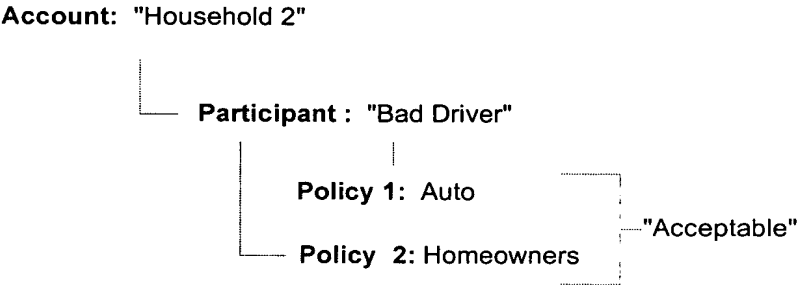 Account: "Household 2"
Participant : "Bad Driver"
Policy 1: Auto
"Acceptable"
Policy 2: Homeowners